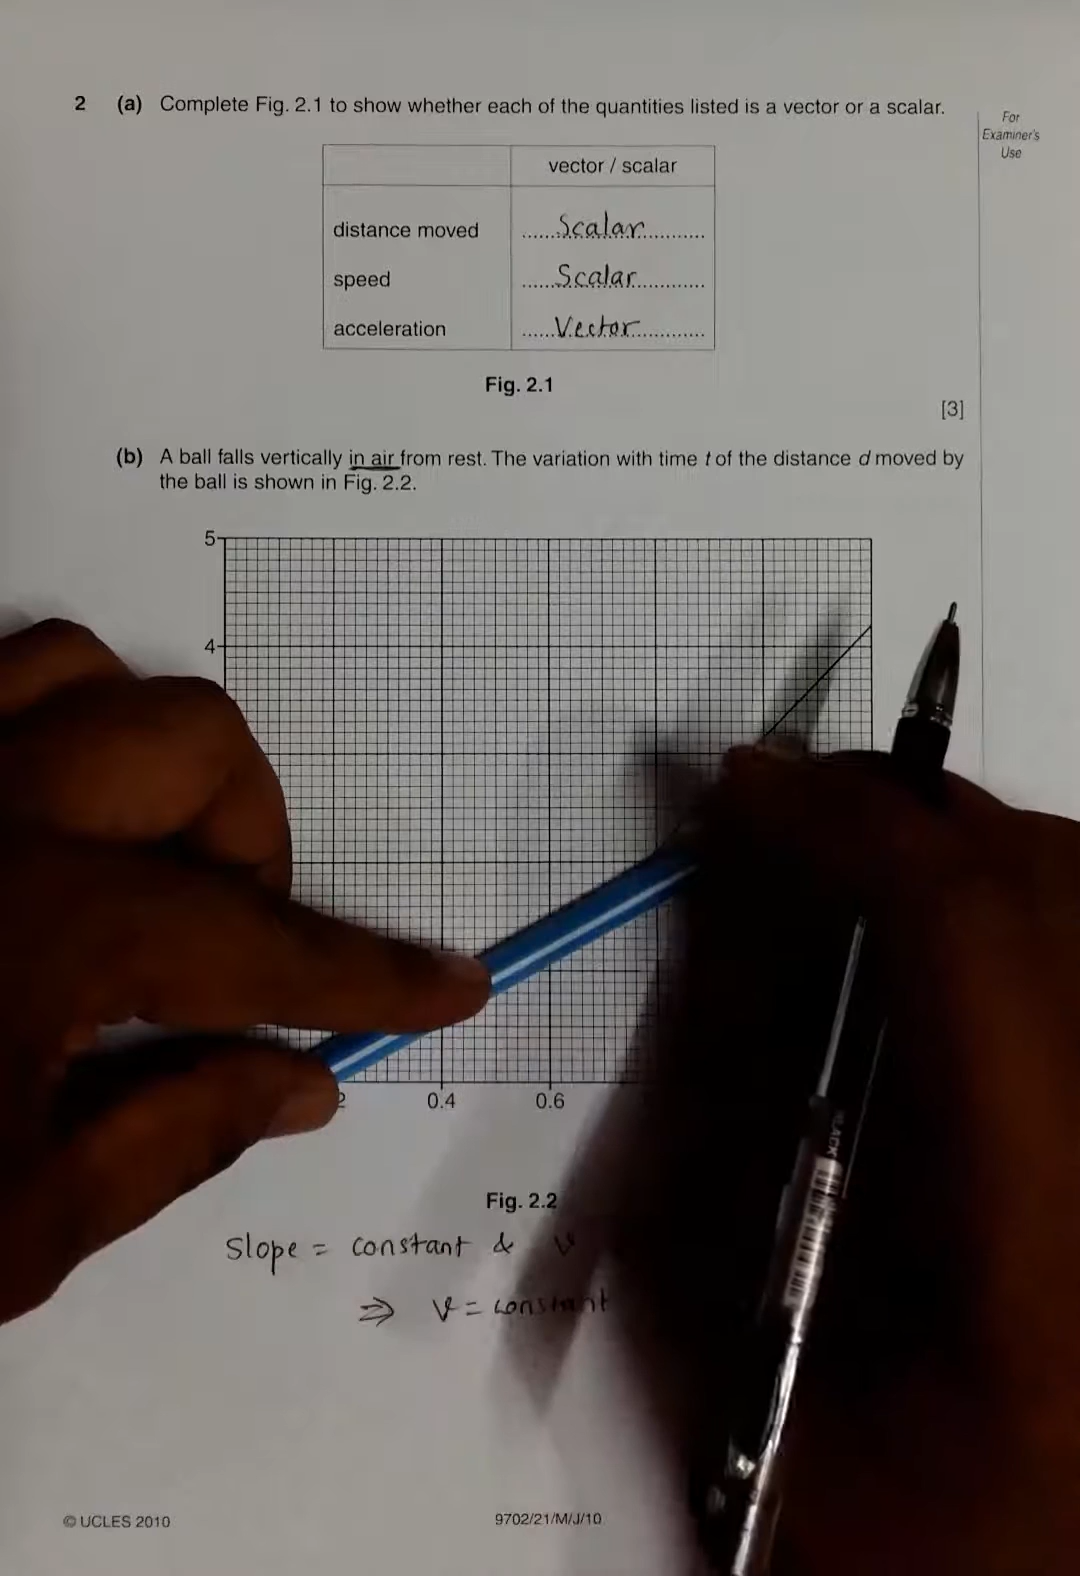 2 (a) Complete Fig. 2.1 to show whether each of the quantities listed is a vector or a scalar.
For
Examiner's
Use
vector / scalar
distance moved Scalar
speed Scalar
acceleration Vector
Fig. 2.1
[3]
(b) A ball falls vertically in air from rest. The variation with time t of the distance d moved by
the ball is shown in Fig. 2.2.
5
4
2 0.4 0.6
Fig. 2.2
Slope = constant & v
⇒ v = constant
© UCLES 2010
9702/21/M/J/10